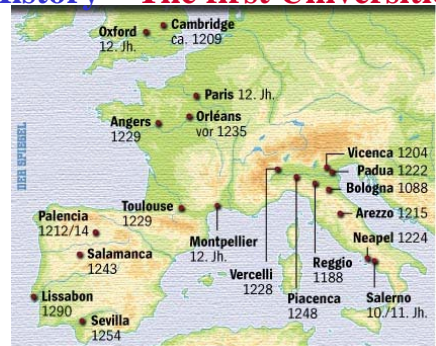 History The first Universities
Oxford
12. Jh.
Cambridge
ca. 1209
Paris 12. Jh.
Orléans
vor 1235
Angers
1229
DER SPIEGEL
Vicenca 1204
Padua 1222
Bologna 1088
Arezzo 1215
Neapel 1224
Toulouse
1229
Palencia
1212/14
Salamanca
1243
Montpellier
12. Jh.
Vercelli
1228
Reggio
1188
Piacenca
1248
Salerno
10./11. Jh.
Lissabon
1290
Sevilla
1254